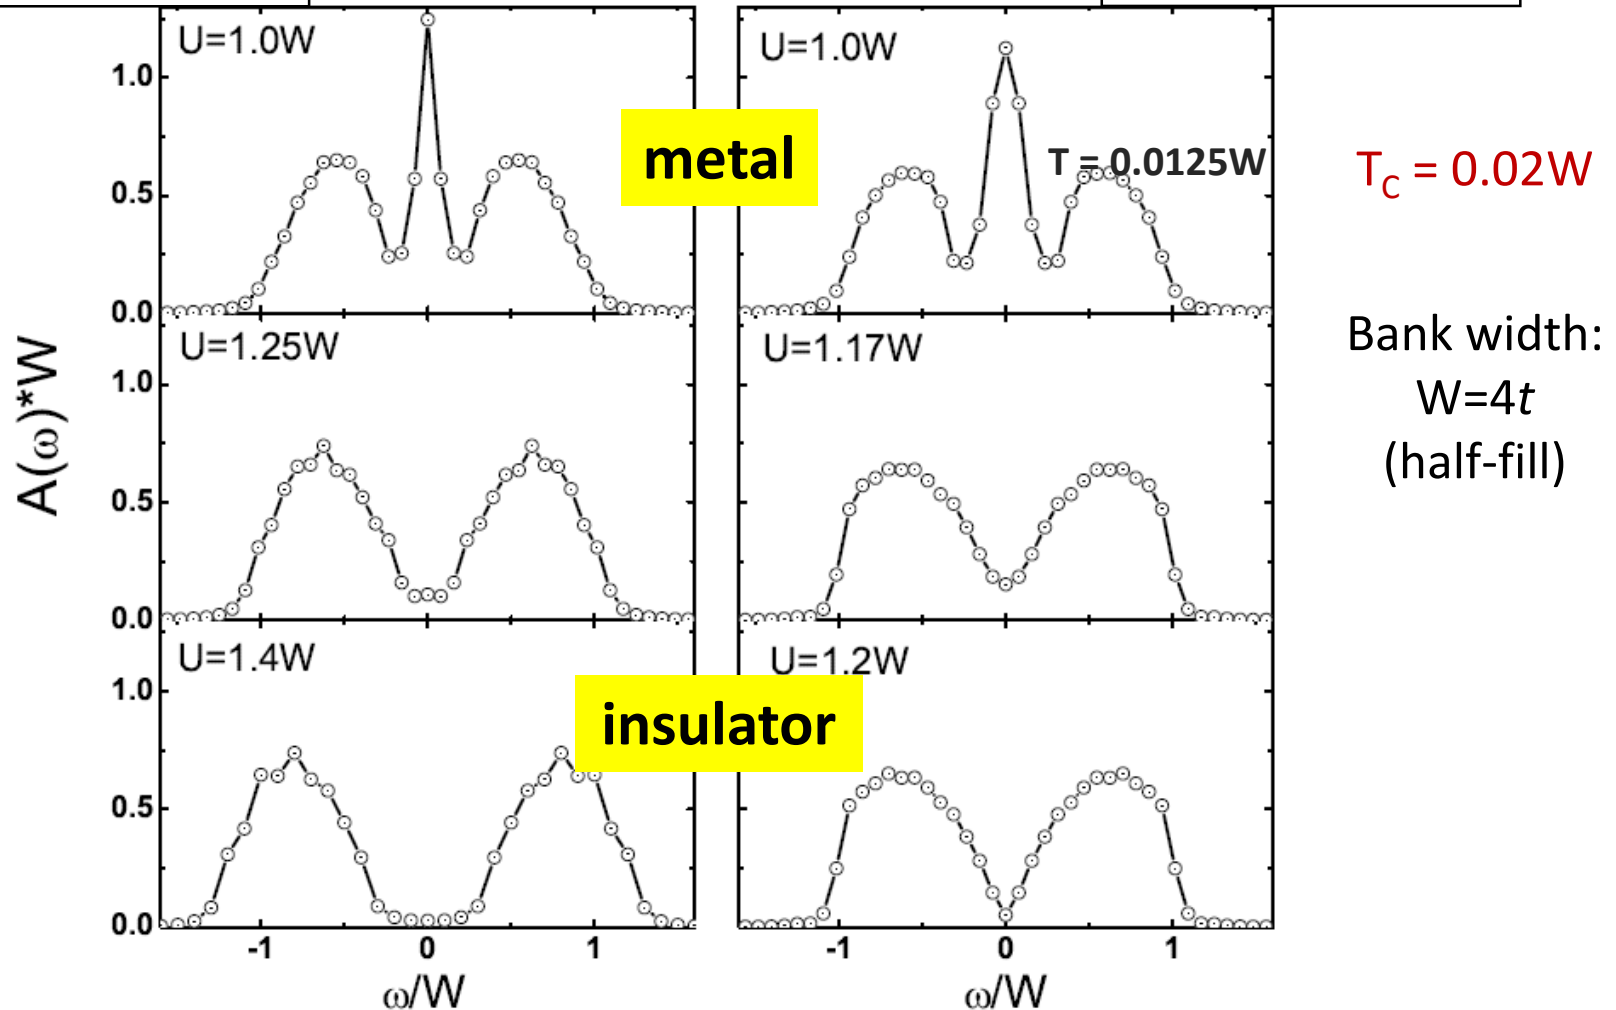 U=1.0W
U=1.0W
1.0
metal
T = 0.0125W
T_C = 0.02W
0.5
0.0
U=1.25W
U=1.17W
Bank width:
W=4t
(half-fill)
1.0
A(ω)*W
0.5
0.0
U=1.4W
U=1.2W
1.0
insulator
0.5
0.0
-1 0 1
-1 0 1
ω/W
ω/W